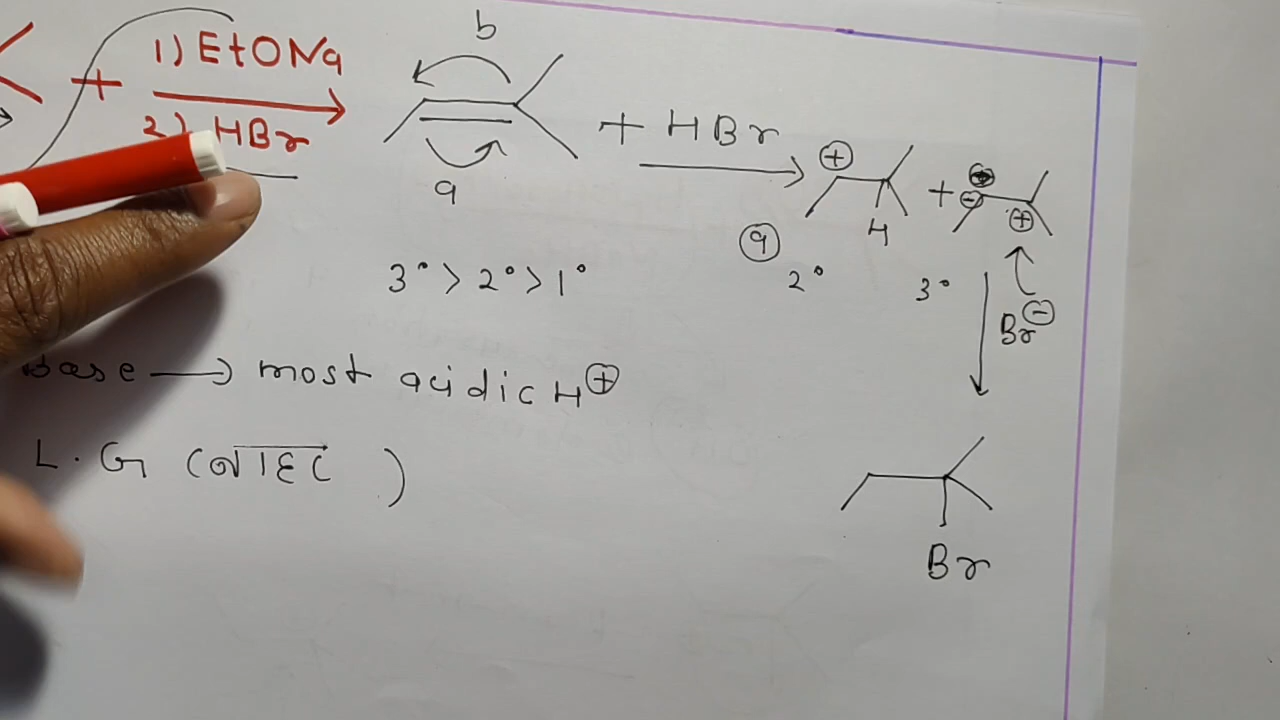 + 1) EtONa
2) HBr
b
a
+ HBr
⊕
H
+ ⊖ ⊕
ⓐ
2°
3°
Br⊖
3° > 2° > 1°
Base → most acidic H⊕
L.G ( )
Br